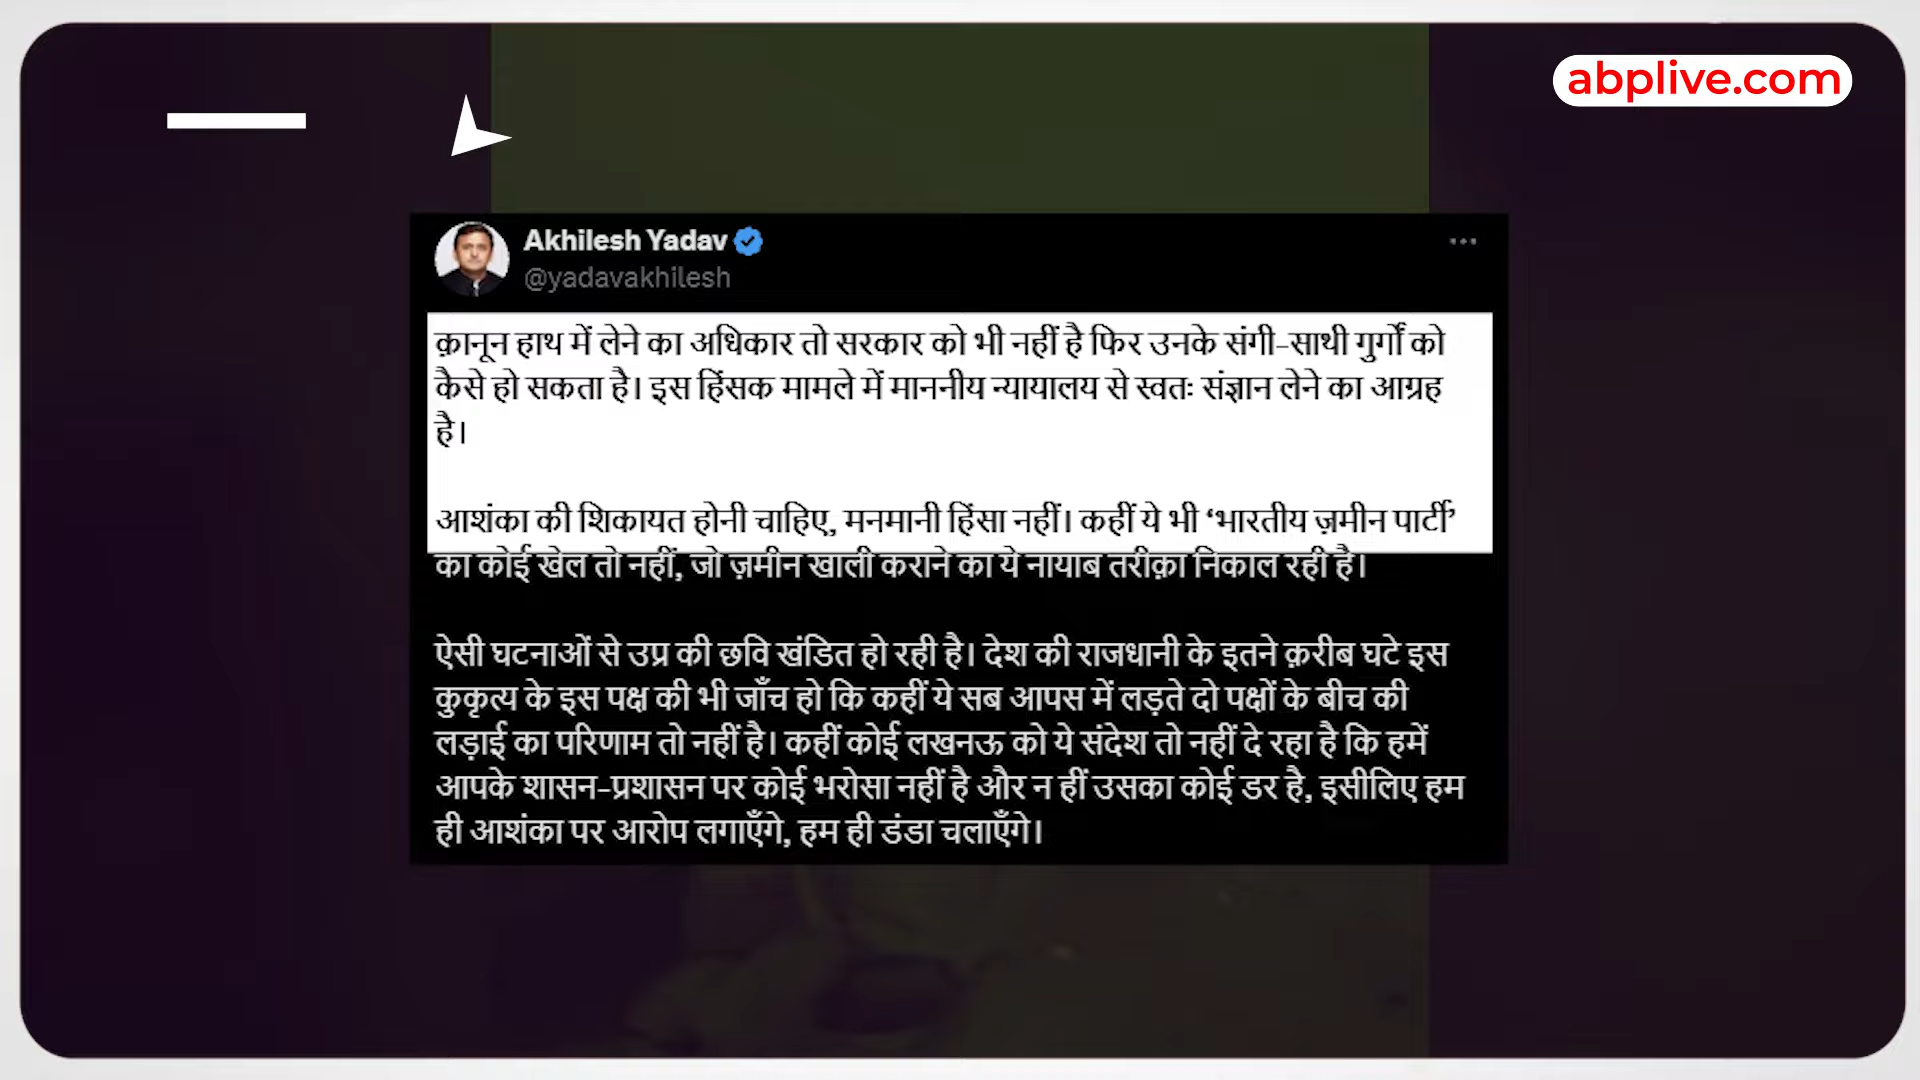 abplive.com
Akhilesh Yadav
@yadavakhilesh
क़ानून हाथ में लेने का अधिकार तो सरकार को भी नहीं है फिर उनके संगी-साथी गुर्गों को
कैसे हो सकता है। इस हिंसक मामले में माननीय न्यायालय से स्वतः संज्ञान लेने का आग्रह
है।
आशंका की शिकायत होनी चाहिए, मनमानी हिंसा नहीं। कहीं ये भी ‘भारतीय ज़मीन पार्टी’
का कोई खेल तो नहीं, जो ज़मीन खाली कराने का ये नायाब तरीक़ा निकाल रही है।
ऐसी घटनाओं से उप्र की छवि खंडित हो रही है। देश की राजधानी के इतने क़रीब घटे इस
कुकृत्य के इस पक्ष की भी जाँच हो कि कहीं ये सब आपस में लड़ते दो पक्षों के बीच की
लड़ाई का परिणाम तो नहीं है। कहीं कोई लखनऊ को ये संदेश तो नहीं दे रहा है कि हमें
आपके शासन-प्रशासन पर कोई भरोसा नहीं है और न हीं उसका कोई डर है, इसीलिए हम
ही आशंका पर आरोप लगाएँगे, हम ही डंडा चलाएँगे।